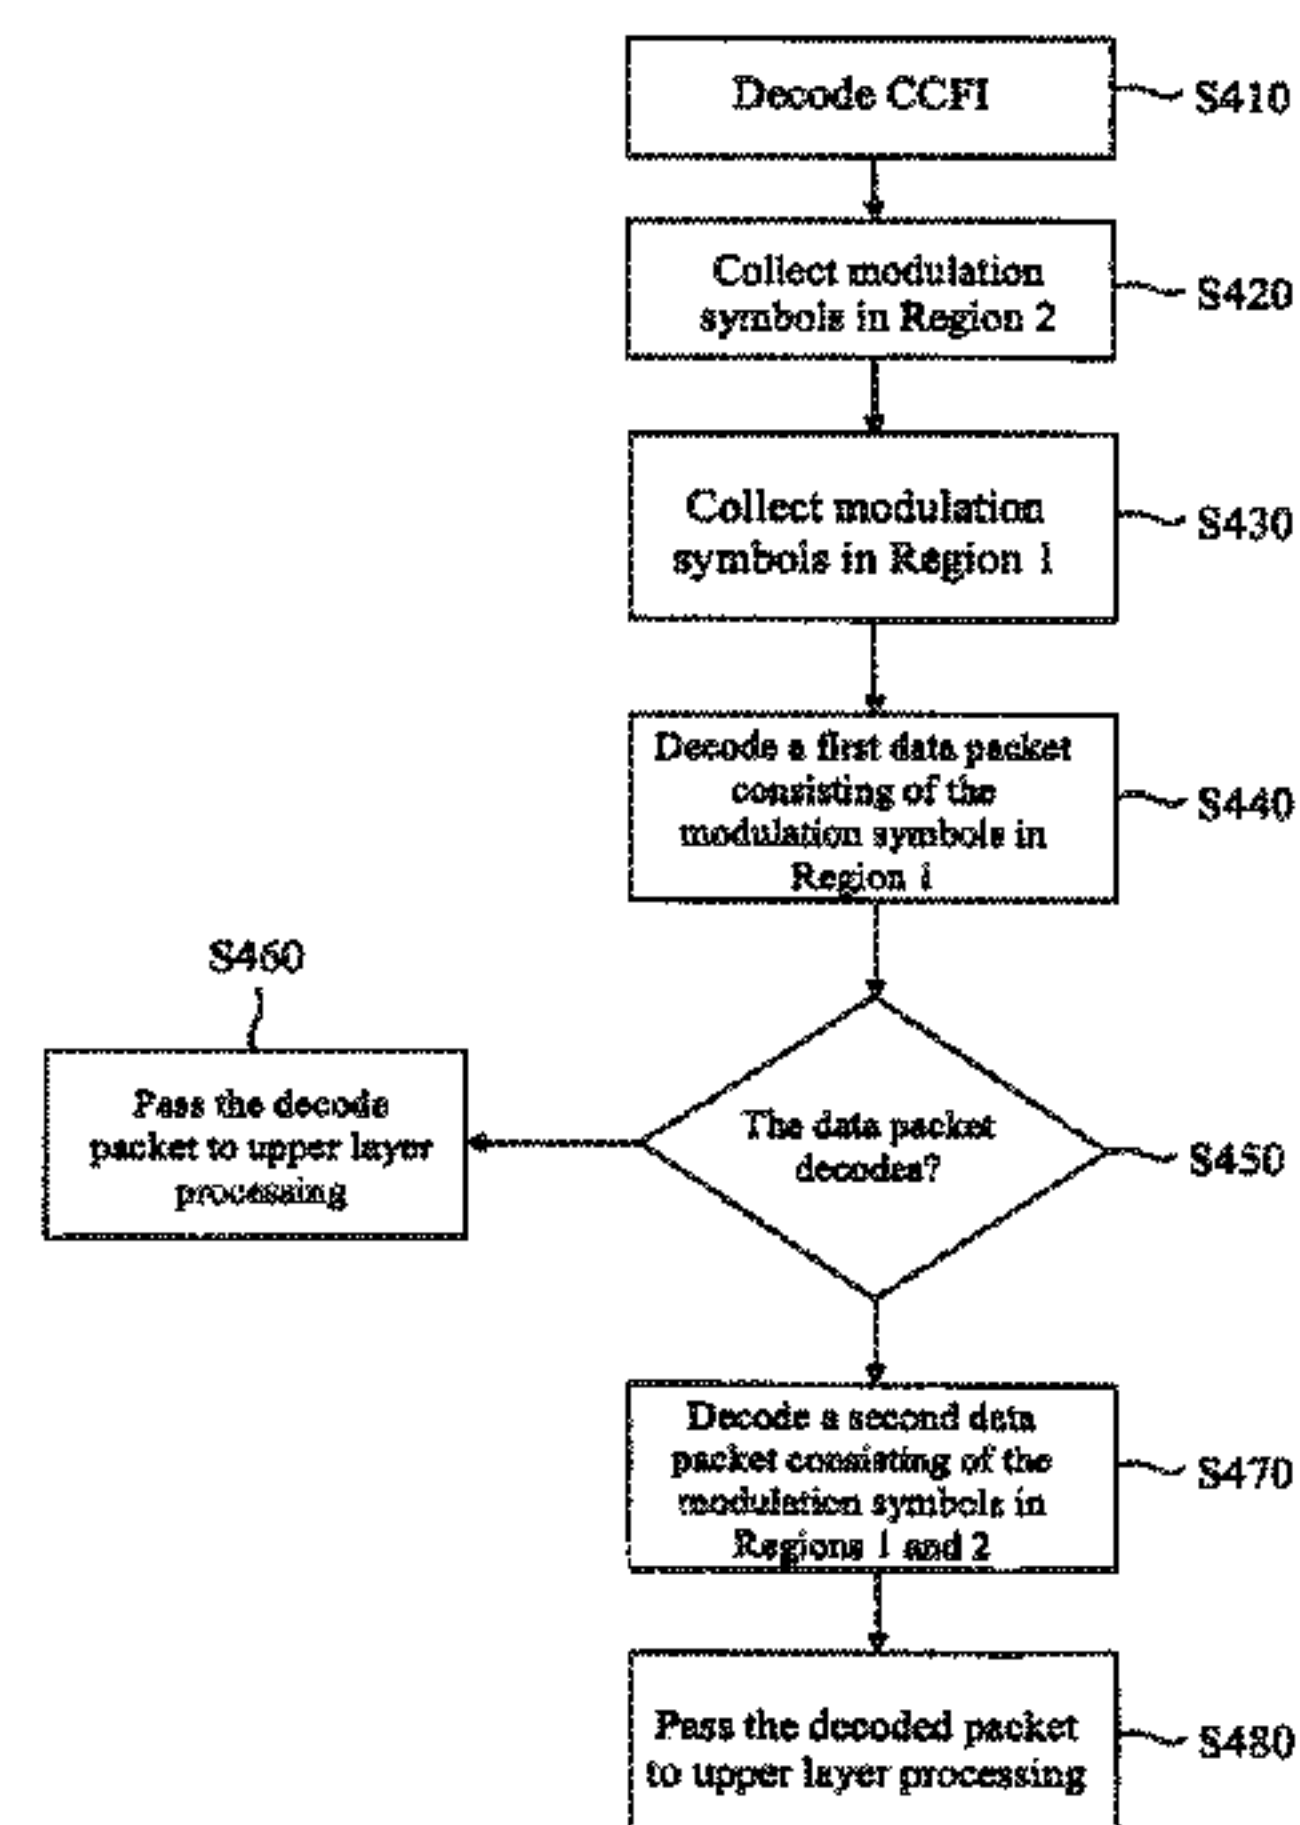 Decode CCFI
S410
Collect modulation
symbols in Region 2
S420
Collect modulation
symbols in Region 1
S430
Decode a first data packet
consisting of the
modulation symbols in
Region 1
S440
S460
Pass the decode
packet to upper layer
processing
The data packet
decodes?
S450
Decode a second data
packet consisting of the
modulation symbols in
Regions 1 and 2
S470
Pass the decoded packet
to upper layer processing
S480